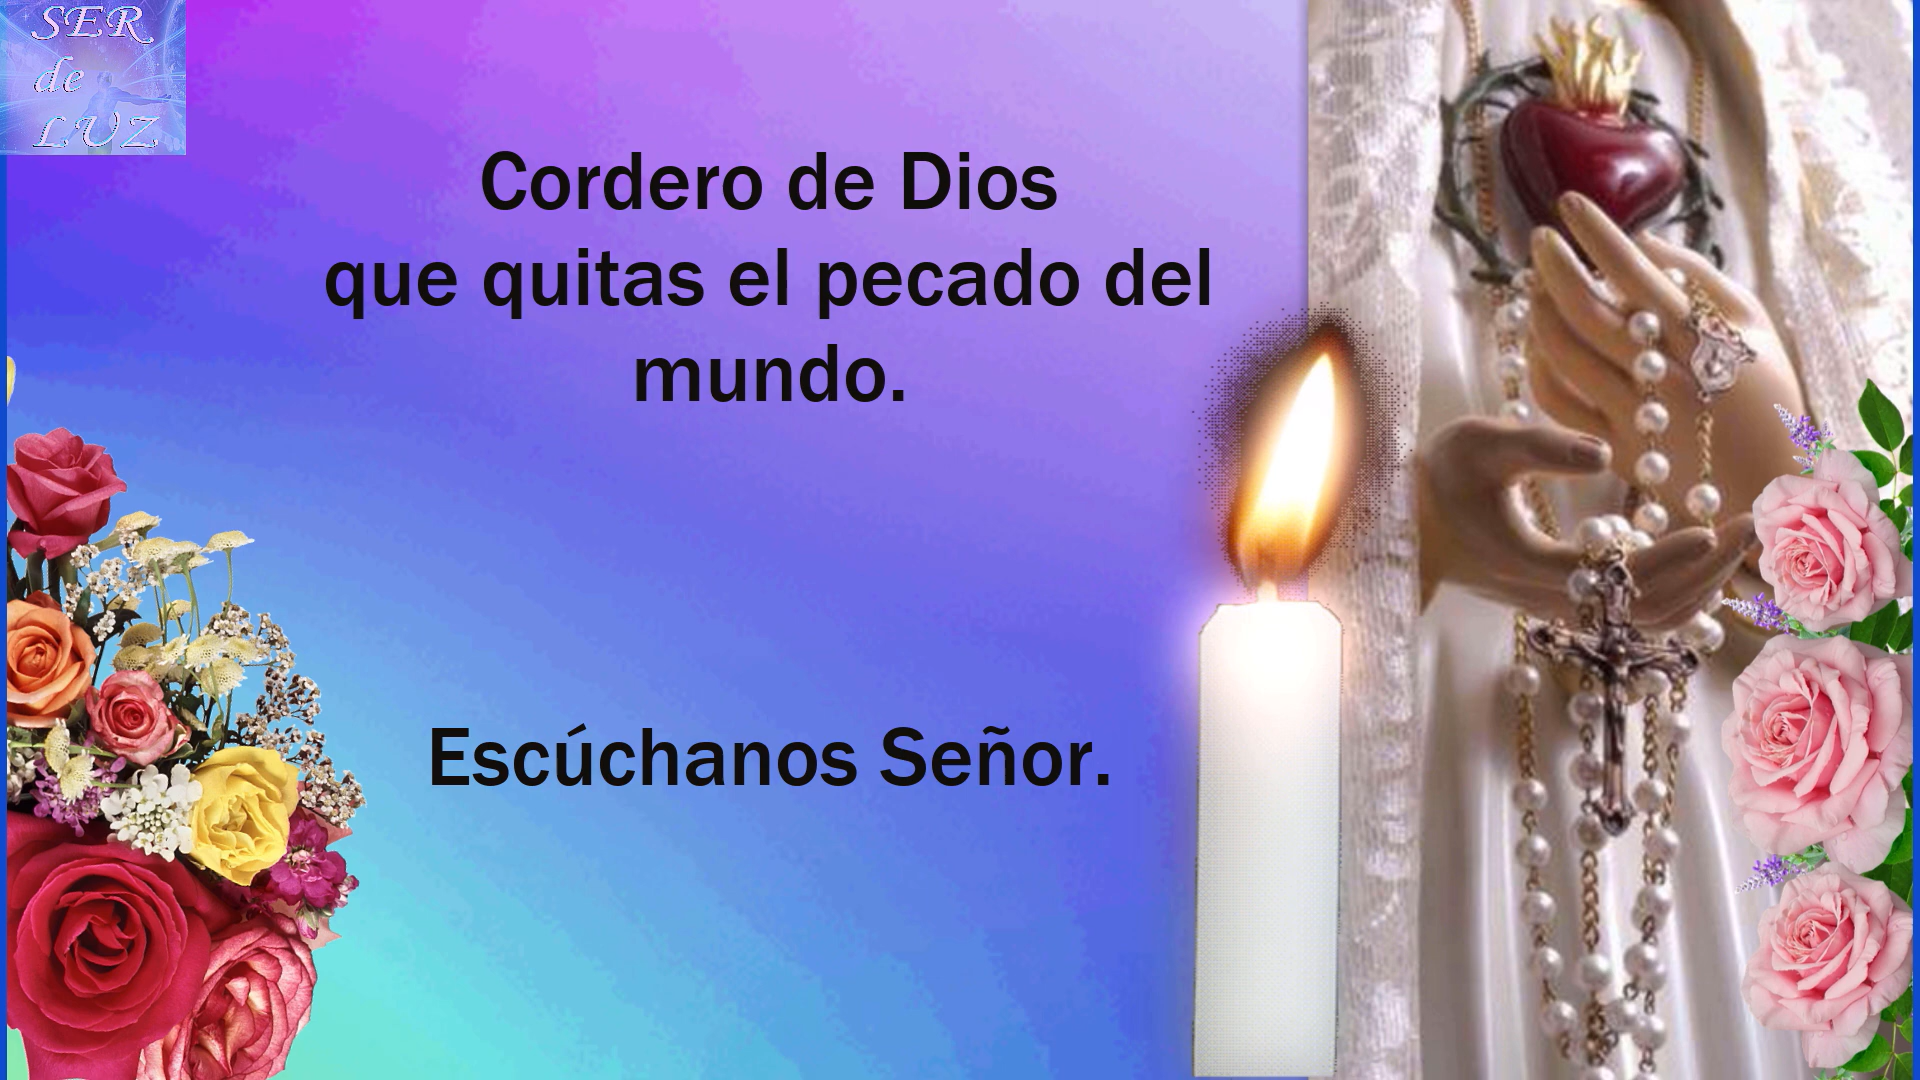 SER
de
LUZ
Cordero de Dios
que quitas el pecado del
mundo.
Escúchanos Señor.